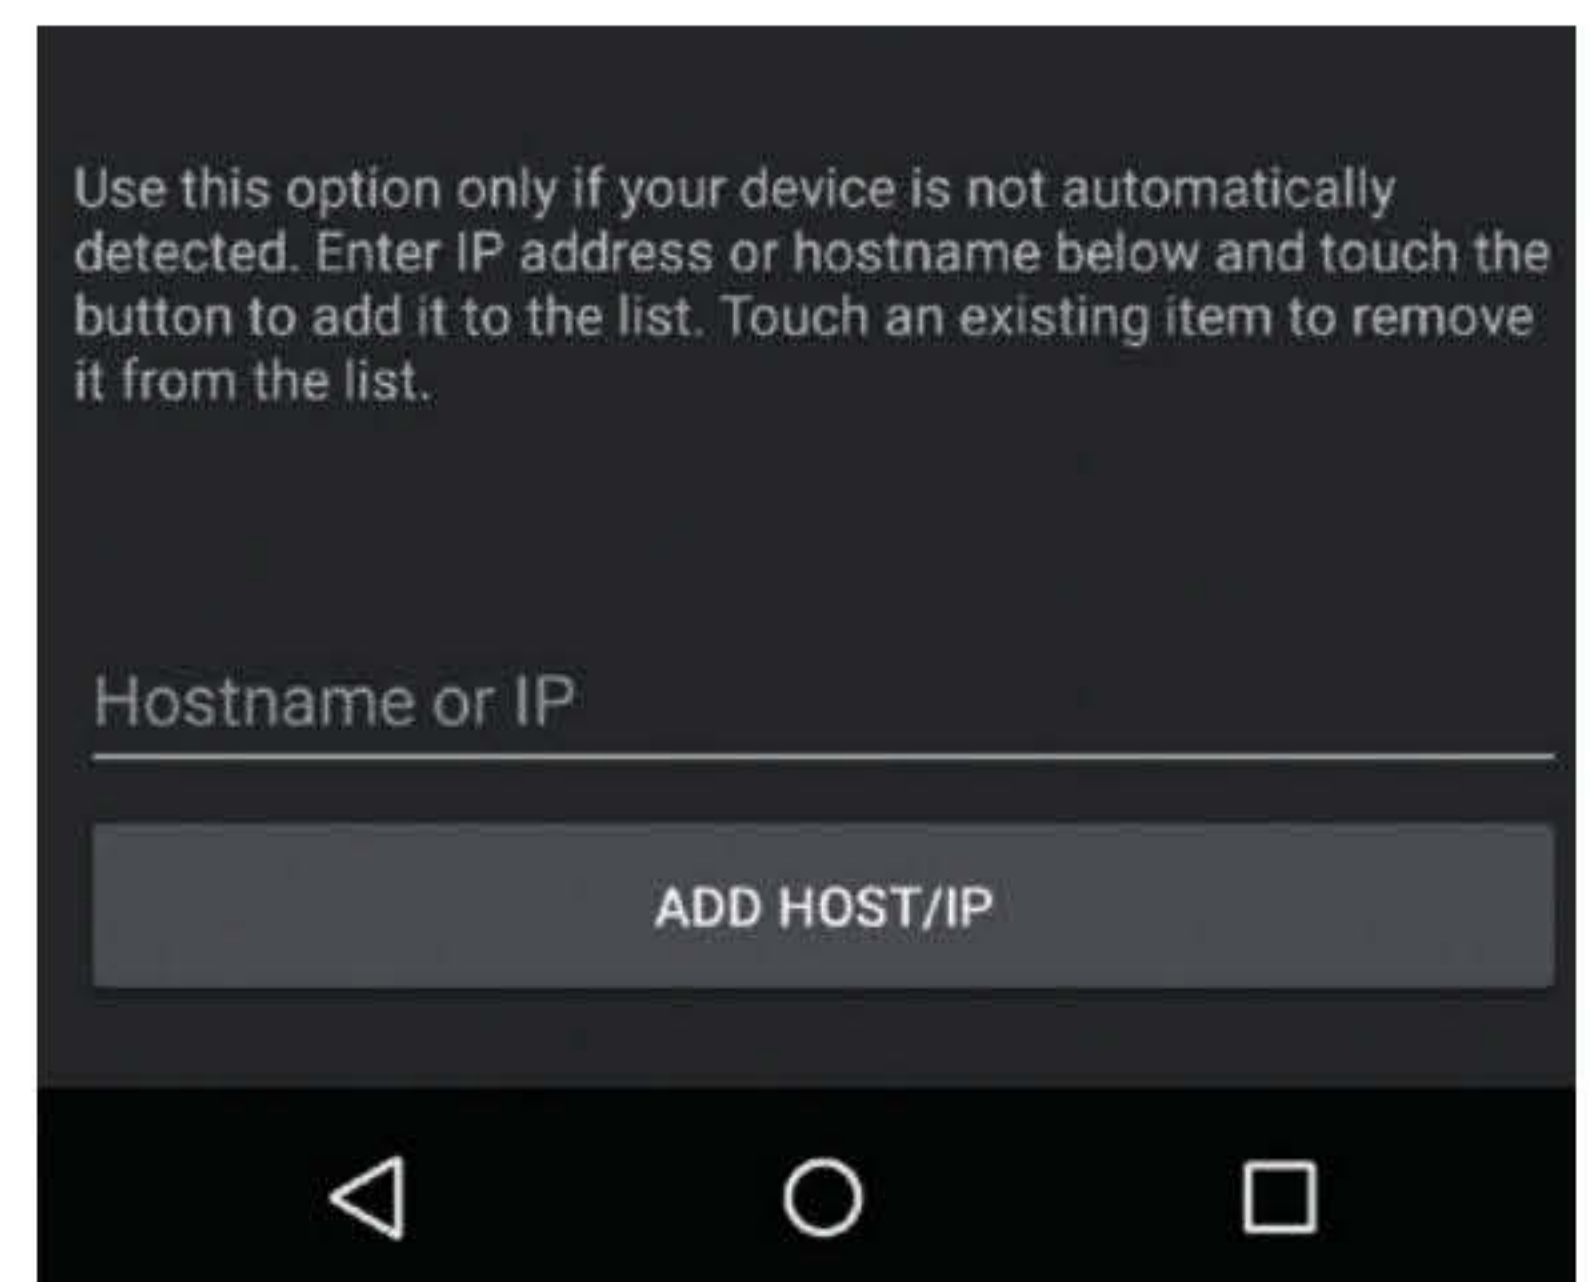 Use this option only if your device is not automatically
detected. Enter IP address or hostname below and touch the
button to add it to the list. Touch an existing item to remove
it from the list.
Hostname or IP
ADD HOST/IP